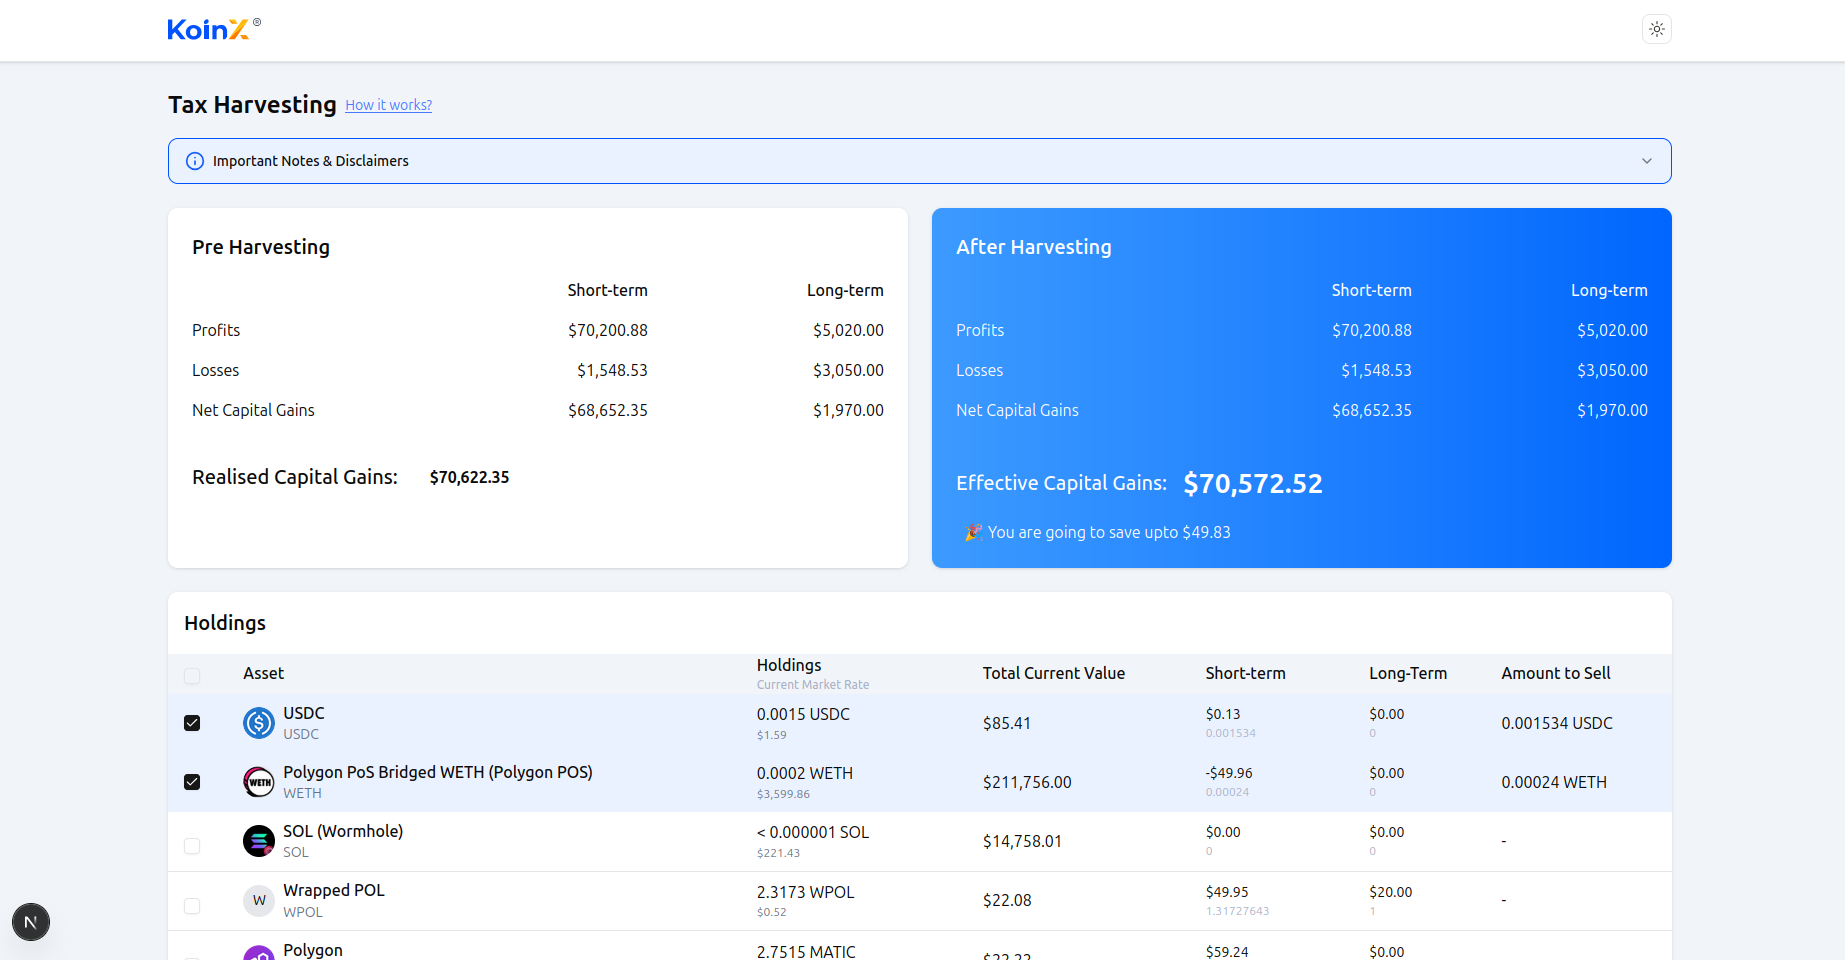 KoinX®
Tax Harvesting How it works?
Important Notes & Disclaimers
Pre Harvesting
Short-term Long-term
Profits $70,200.88 $5,020.00
Losses $1,548.53 $3,050.00
Net Capital Gains $68,652.35 $1,970.00
Realised Capital Gains: $70,622.35
After Harvesting
Short-term Long-term
Profits $70,200.88 $5,020.00
Losses $1,548.53 $3,050.00
Net Capital Gains $68,652.35 $1,970.00
Effective Capital Gains: $70,572.52
🎉 You are going to save upto $49.83
Holdings
Asset Holdings Total Current Value Short-term Long-Term Amount to Sell
Current Market Rate
USDC 0.0015 USDC $85.41 $0.13 $0.00 0.001534 USDC
USDC $1.59 0.001534 0
WETH
Polygon PoS Bridged WETH (Polygon POS) 0.0002 WETH $211,756.00 -$49.96 $0.00 0.00024 WETH
WETH $3,599.86 0.00024 0
SOL (Wormhole) < 0.000001 SOL $14,758.01 $0.00 $0.00 -
SOL $221.43 0 0
W Wrapped POL 2.3173 WPOL $22.08 $49.95 $20.00 -
WPOL $0.52 1.31727643 1
Polygon 2.7515 MATIC $22.22 $59.24 $0.00
N